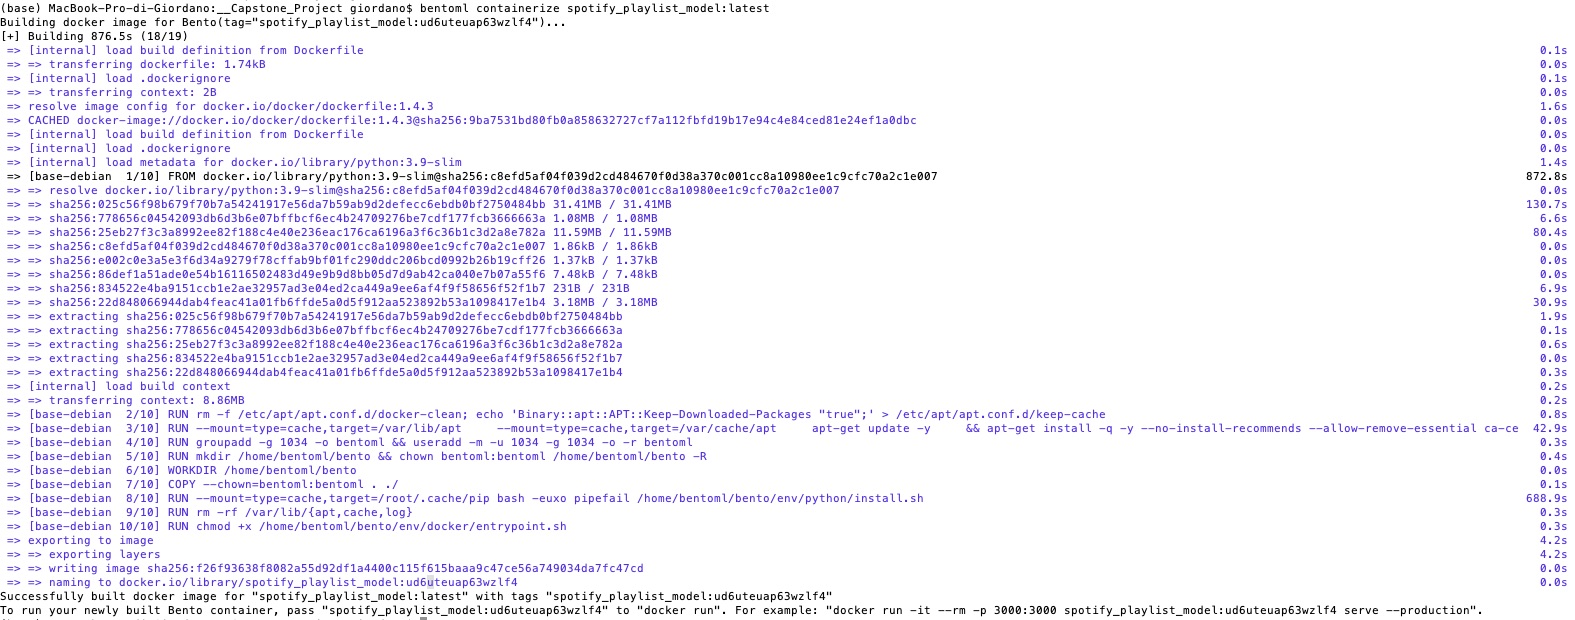 (base) MacBook-Pro-di-Giordano:__Capstone_Project giordano$ bentoml containerize spotify_playlist_model:latest
Building docker image for Bento(tag="spotify_playlist_model:ud6uteuap63wzlf4")...
[+] Building 876.5s (18/19)
=> [internal] load build definition from Dockerfile 0.1s
=> => transferring dockerfile: 1.74kB 0.0s
=> [internal] load .dockerignore 0.1s
=> => transferring context: 2B 0.0s
=> resolve image config for docker.io/docker/dockerfile:1.4.3 1.6s
=> CACHED docker-image://docker.io/docker/dockerfile:1.4.3@sha256:9ba7531bd80fb0a858632727cf7a112fbfd19b17e94c4e84ced81e24ef1a0dbc 0.0s
=> [internal] load build definition from Dockerfile 0.0s
=> [internal] load .dockerignore 0.0s
=> [internal] load metadata for docker.io/library/python:3.9-slim 1.4s
=> [base-debian 1/10] FROM docker.io/library/python:3.9-slim@sha256:c8efd5af04f039d2cd484670f0d38a370c001cc8a10980ee1c9cfc70a2c1e007 872.8s
=> => resolve docker.io/library/python:3.9-slim@sha256:c8efd5af04f039d2cd484670f0d38a370c001cc8a10980ee1c9cfc70a2c1e007 0.0s
=> => sha256:025c56f98b679f70b7a54241917e56da7b59ab9d2defecc6ebdb0bf2750484bb 31.41MB / 31.41MB 130.7s
=> => sha256:778656c04542093db6d3b6e07bffbcf6ec4b24709276be7cdf177fcb3666663a 1.08MB / 1.08MB 6.6s
=> => sha256:25eb27f3c3a8992ee82f188c4e40e236eac176ca6196a3f6c36b1c3d2a8e782a 11.59MB / 11.59MB 80.4s
=> => sha256:c8efd5af04f039d2cd484670f0d38a370c001cc8a10980ee1c9cfc70a2c1e007 1.86kB / 1.86kB 0.0s
=> => sha256:e002c0e3a5e3f6d34a9279f78cffab9bf01fc290ddc206bcd0992b26b19cff26 1.37kB / 1.37kB 0.0s
=> => sha256:86def1a51ade0e54b16116502483d49e9b9d8bb05d7d9ab42ca040e7b07a55f6 7.48kB / 7.48kB 0.0s
=> => sha256:834522e4ba9151ccb1e2ae32957ad3e04ed2ca449a9ee6af4f9f58656f52f1b7 231B / 231B 6.9s
=> => sha256:22d848066944dab4feac41a01fb6ffde5a0d5f912aa523892b53a1098417e1b4 3.18MB / 3.18MB 30.9s
=> => extracting sha256:025c56f98b679f70b7a54241917e56da7b59ab9d2defecc6ebdb0bf2750484bb 1.9s
=> => extracting sha256:778656c04542093db6d3b6e07bffbcf6ec4b24709276be7cdf177fcb3666663a 0.1s
=> => extracting sha256:25eb27f3c3a8992ee82f188c4e40e236eac176ca6196a3f6c36b1c3d2a8e782a 0.6s
=> => extracting sha256:834522e4ba9151ccb1e2ae32957ad3e04ed2ca449a9ee6af4f9f58656f52f1b7 0.0s
=> => extracting sha256:22d848066944dab4feac41a01fb6ffde5a0d5f912aa523892b53a1098417e1b4 0.3s
=> [internal] load build context 0.2s
=> => transferring context: 8.86MB 0.2s
=> [base-debian 2/10] RUN rm -f /etc/apt/apt.conf.d/docker-clean; echo 'Binary::apt::APT::Keep-Downloaded-Packages "true";' > /etc/apt/apt.conf.d/keep-cache 0.8s
=> [base-debian 3/10] RUN --mount=type=cache,target=/var/lib/apt --mount=type=cache,target=/var/cache/apt apt-get update -y && apt-get install -q -y --no-install-recommends --allow-remove-essential ca-ce 42.9s
=> [base-debian 4/10] RUN groupadd -g 1034 -o bentoml && useradd -m -u 1034 -g 1034 -o -r bentoml 0.3s
=> [base-debian 5/10] RUN mkdir /home/bentoml/bento && chown bentoml:bentoml /home/bentoml/bento -R 0.4s
=> [base-debian 6/10] WORKDIR /home/bentoml/bento 0.0s
=> [base-debian 7/10] COPY --chown=bentoml:bentoml . ./ 0.1s
=> [base-debian 8/10] RUN --mount=type=cache,target=/root/.cache/pip bash -euxo pipefail /home/bentoml/bento/env/python/install.sh 688.9s
=> [base-debian 9/10] RUN rm -rf /var/lib/{apt,cache,log} 0.3s
=> [base-debian 10/10] RUN chmod +x /home/bentoml/bento/env/docker/entrypoint.sh 0.3s
=> exporting to image 4.2s
=> => exporting layers 4.2s
=> => writing image sha256:f26f93638f8082a55d92df1a4400c115f615baaa9c47ce56a749034da7fc47cd 0.0s
=> => naming to docker.io/library/spotify_playlist_model:ud6uteuap63wzlf4 0.0s
Successfully built docker image for "spotify_playlist_model:latest" with tags "spotify_playlist_model:ud6uteuap63wzlf4"
To run your newly built Bento container, pass "spotify_playlist_model:ud6uteuap63wzlf4" to "docker run". For example: "docker run -it --rm -p 3000:3000 spotify_playlist_model:ud6uteuap63wzlf4 serve --production".